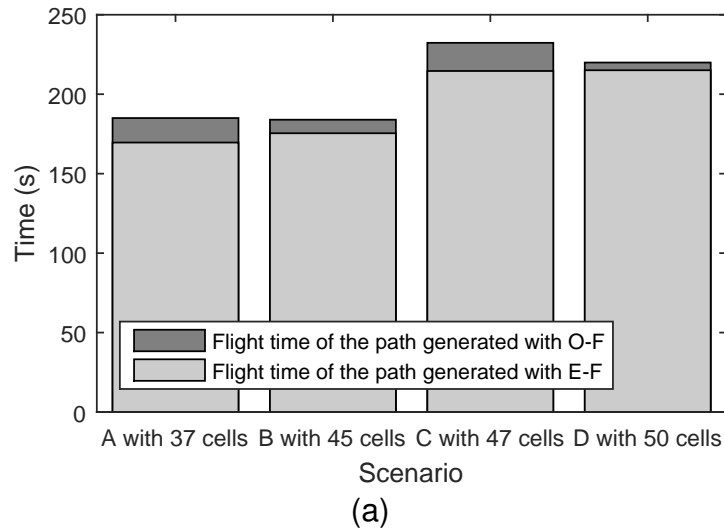 250
200
150
100
50
0
Time (s)
Flight time of the path generated with O-F
Flight time of the path generated with E-F
A with 37 cells B with 45 cells C with 47 cells D with 50 cells
Scenario
(a)